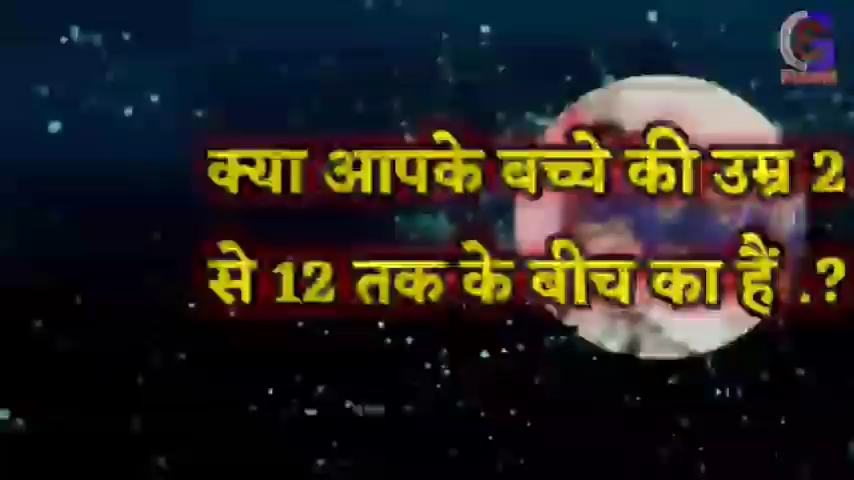 क्या आपके बच्चे की उम्र 2
से 12 तक के बीच का हैं .?